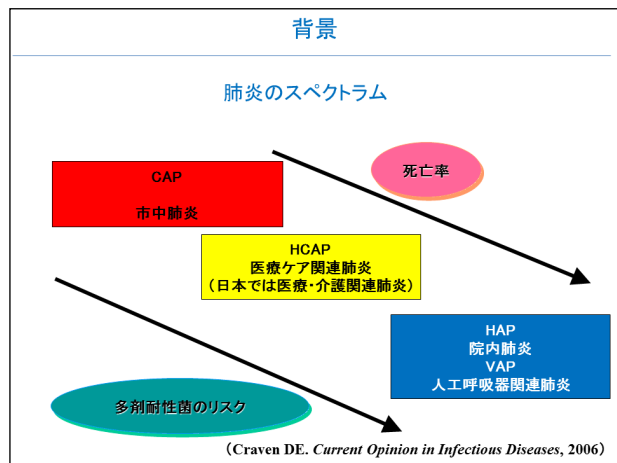 背景
肺炎のスペクトラム
死亡率
CAP
市中肺炎
HCAP
医療ケア関連肺炎
（日本では医療・介護関連肺炎）
HAP
院内肺炎
VAP
人工呼吸器関連肺炎
多剤耐性菌のリスク
（Craven DE. Current Opinion in Infectious Diseases, 2006）